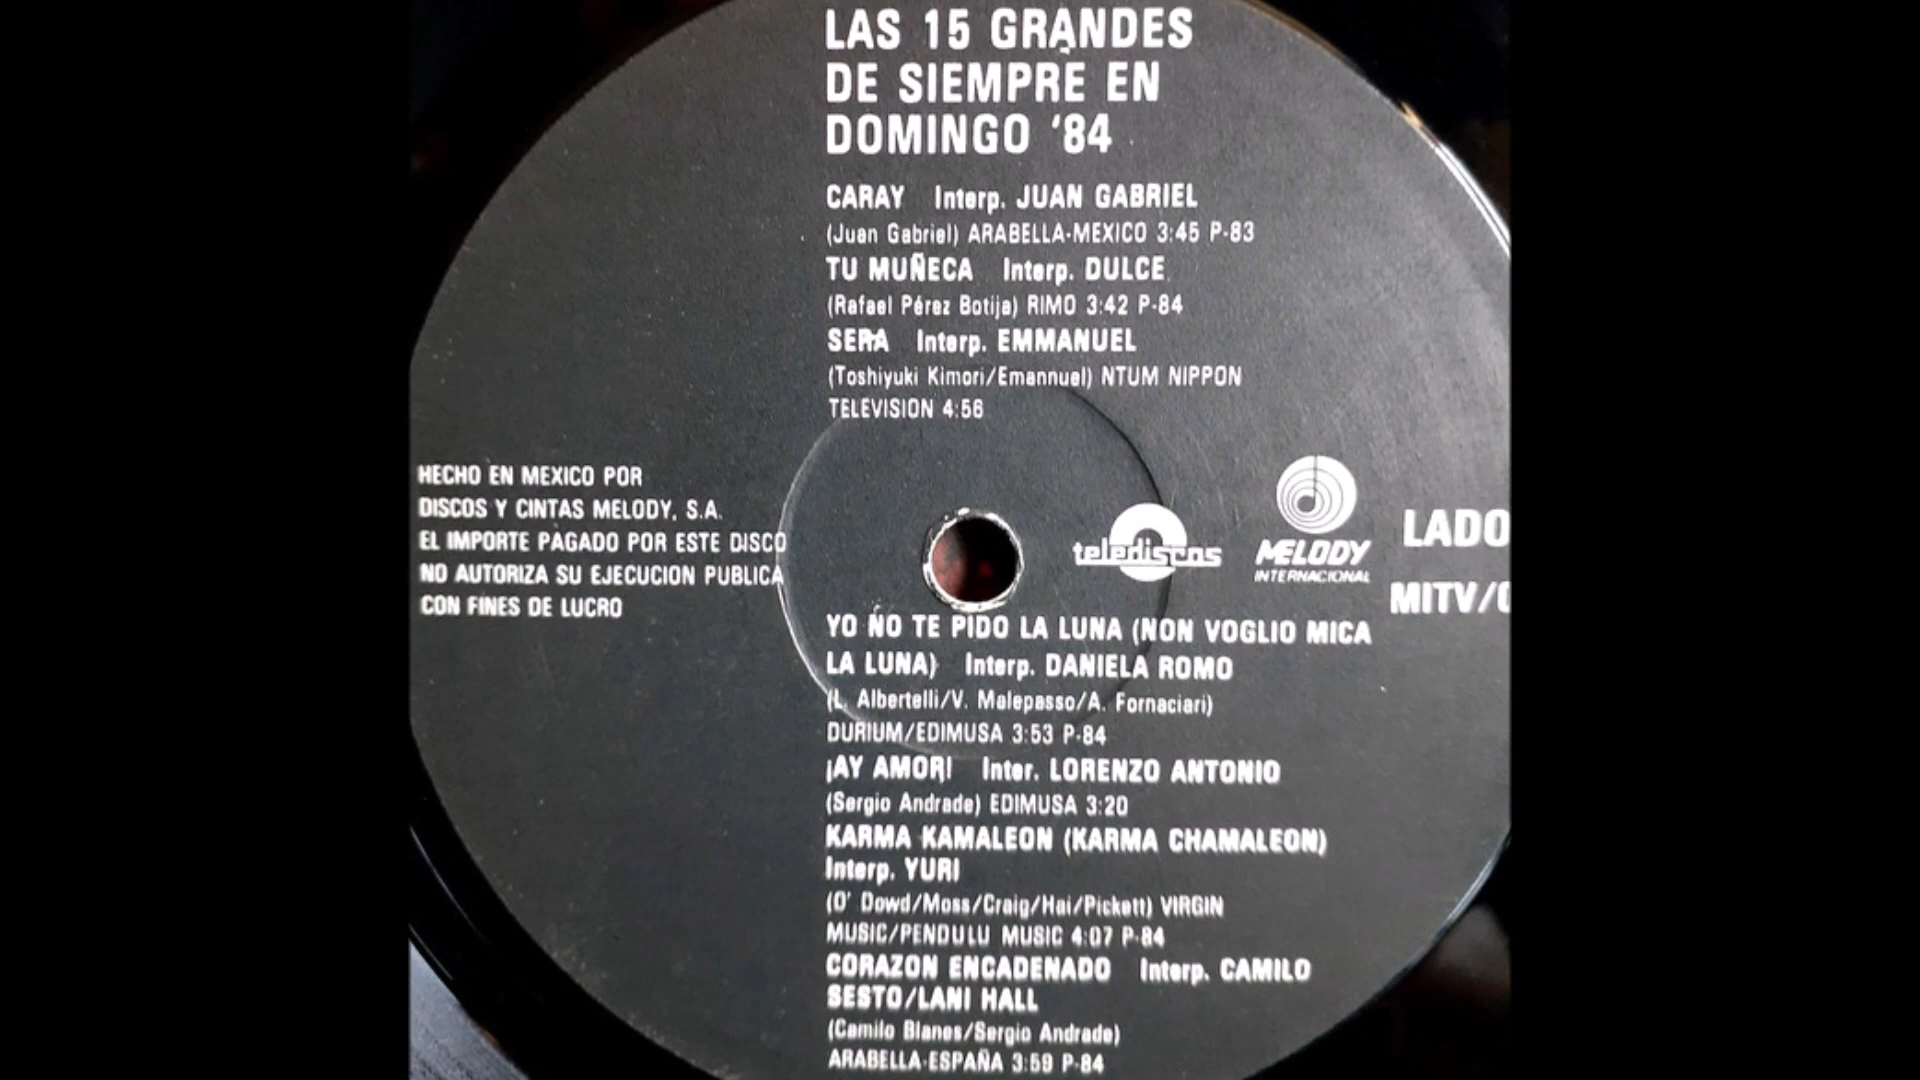 LAS 15 GRANDES
DE SIEMPRE EN
DOMINGO '84
CARAY Interp. JUAN GABRIEL
(Juan Gabriel) ARABELLA-MEXICO 3:45 P-83
TU MUÑECA Interp. DULCE
(Rafael Pérez Botija) RIMO 3:42 P-84
SERA Interp. EMMANUEL
(Toshiyuki Kimori/Emannuel) NTUM NIPPON
TELEVISION 4:56
HECHO EN MEXICO POR
DISCOS Y CINTAS MELODY, S.A.
EL IMPORTE PAGADO POR ESTE DISCO
NO AUTORIZA SU EJECUCION PUBLICA
CON FINES DE LUCRO
telediscos
MELODY
INTERNACIONAL
LADO
MITV/
YO NO TE PIDO LA LUNA (NON VOGLIO MICA
LA LUNA) Interp. DANIELA ROMO
(L. Albertelli/V. Malepasso/A. Fornaciari)
DURIUM/EDIMUSA 3:53 P-84
¡AY AMOR! Inter. LORENZO ANTONIO
(Sergio Andrade) EDIMUSA 3:20
KARMA KAMALEON (KARMA CHAMALEON)
Interp. YURI
(O' Dowd/Moss/Craig/Hai/Pickett) VIRGIN
MUSIC/PENDULU MUSIC 4:07 P-84
CORAZON ENCADENADO Interp. CAMILO
SESTO/LANI HALL
(Camilo Blanes/Sergio Andrade)
ARABELLA-ESPAÑA 3:59 P-84